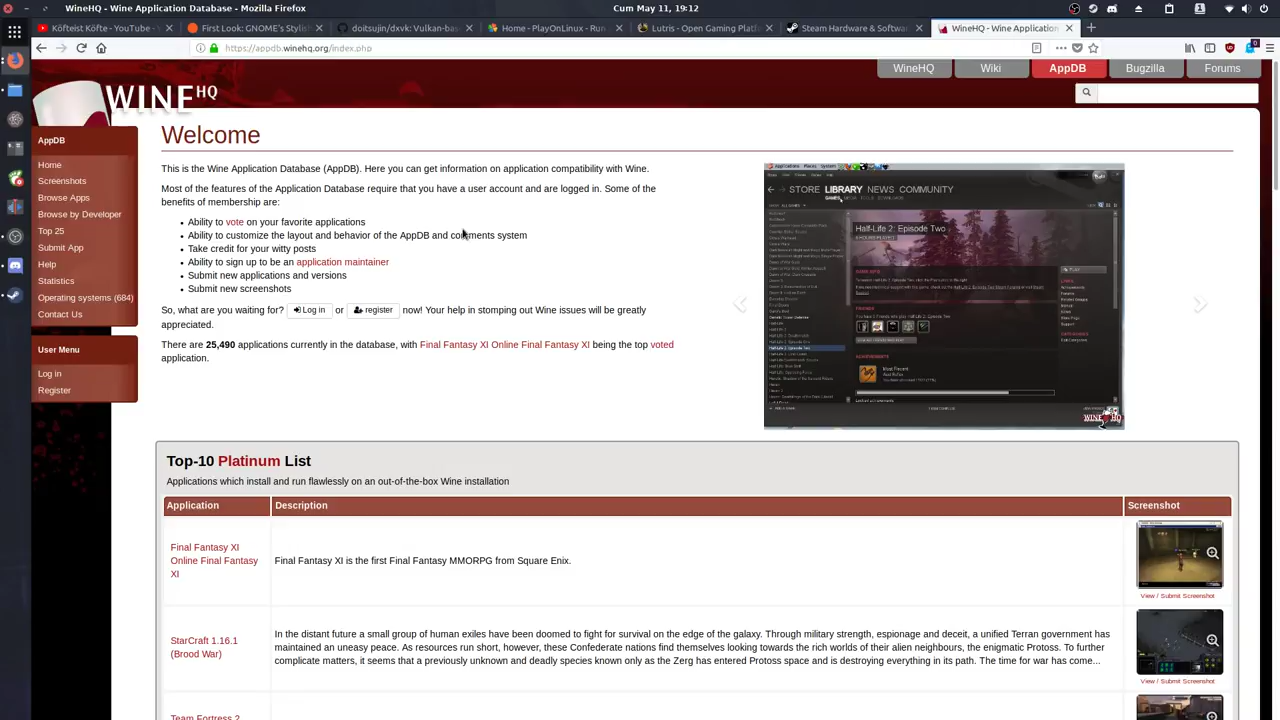 WineHQ - Wine Application Database - Mozilla Firefox
Cum May 11, 19:12
Köfteist Köfte - YouTube - Y
First Look: GNOME's Stylis
doitsujin/dxvk: Vulkan-bas
Home - PlayOnLinux - Run
Lutris - Open Gaming Platf
Steam Hardware & Softwa
WineHQ - Wine Applicatio
https://appdb.winehq.org/index.php
WINE HQ
WineHQ
Wiki
AppDB
Bugzilla
Forums
AppDB
Home
Screenshots
Browse Apps
Browse by Developer
Top 25
Submit App
Help
Statistics
Operating systems (684)
Contact Us
User Menu
Log in
Register
Welcome
This is the Wine Application Database (AppDB). Here you can get information on application compatibility with Wine.
Most of the features of the Application Database require that you have a user account and are logged in. Some of the
benefits of membership are:
Ability to vote on your favorite applications
Ability to customize the layout and behavior of the AppDB and comments system
Take credit for your witty posts
Ability to sign up to be an application maintainer
Submit new applications and versions
Submit new screenshots
So, what are you waiting for? Log in or register now! Your help in stomping out Wine issues will be greatly
appreciated.
There are 25,490 applications currently in the database, with Final Fantasy XI Online Final Fantasy XI being the top voted
application.
Applications Places System
STORE LIBRARY NEWS COMMUNITY
Half-Life 2: Episode Two
ACHIEVEMENTS
WINE HQ
Top-10 Platinum List
Applications which install and run flawlessly on an out-of-the-box Wine installation
Application
Description
Screenshot
Final Fantasy XI
Online Final Fantasy
XI
Final Fantasy XI is the first Final Fantasy MMORPG from Square Enix.
View / Submit Screenshot
StarCraft 1.16.1
(Brood War)
In the distant future a small group of human exiles have been doomed to fight for survival on the edge of the galaxy. Through military strength, espionage and deceit, a unified Terran government has
maintained an uneasy peace. As resources run short, however, these Confederate nations find themselves looking towards the rich worlds of their alien neighbours, the enigmatic Protoss. To further
complicate matters, it seems that a previously unknown and deadly species known only as the Zerg has entered Protoss space and is destroying everything in its path. The time for war has come...
View / Submit Screenshot
Team Fortress 2